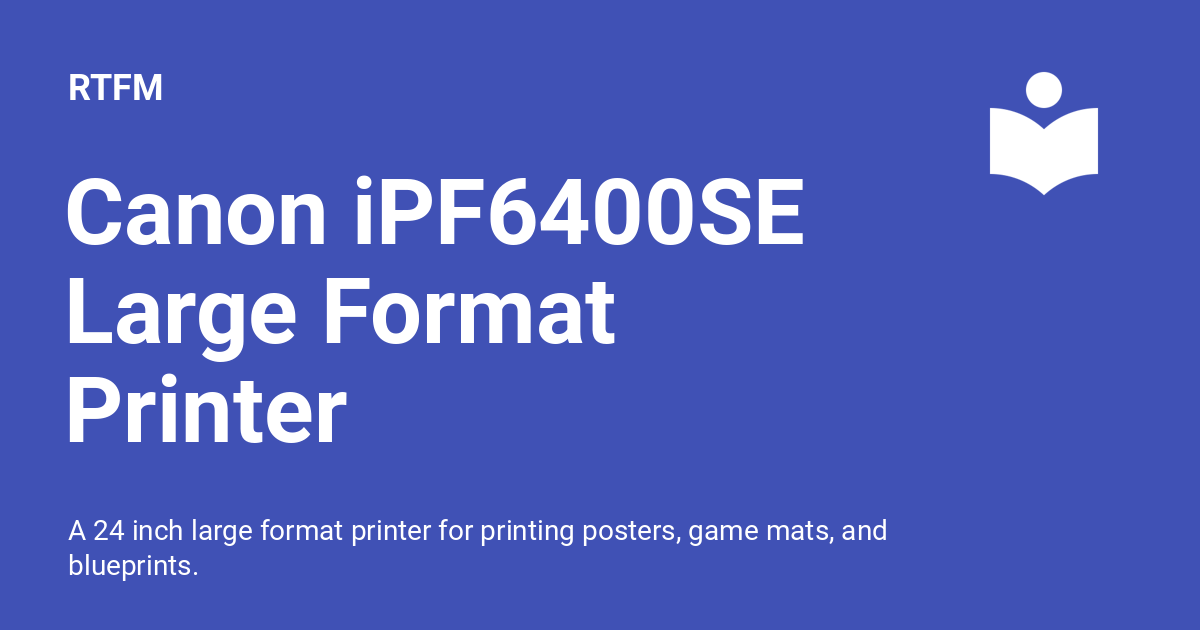 RTFM
Canon iPF6400SE
Large Format
Printer
A 24 inch large format printer for printing posters, game mats, and
blueprints.